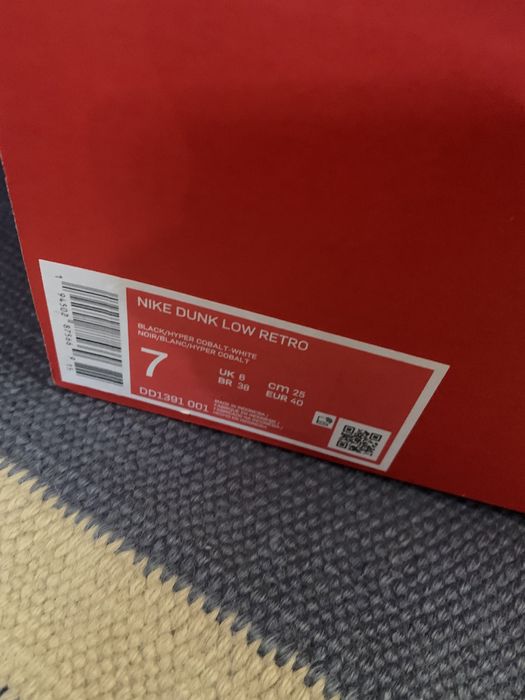 NIKE DUNK LOW RETRO
BLACK/HYPER COBALT-WHITE
NOIR/BLANC/HYPER COBALT
7
UK 6 cm 25
BR 38 EUR 40
DD1391 001
MADE IN INDONESIA /